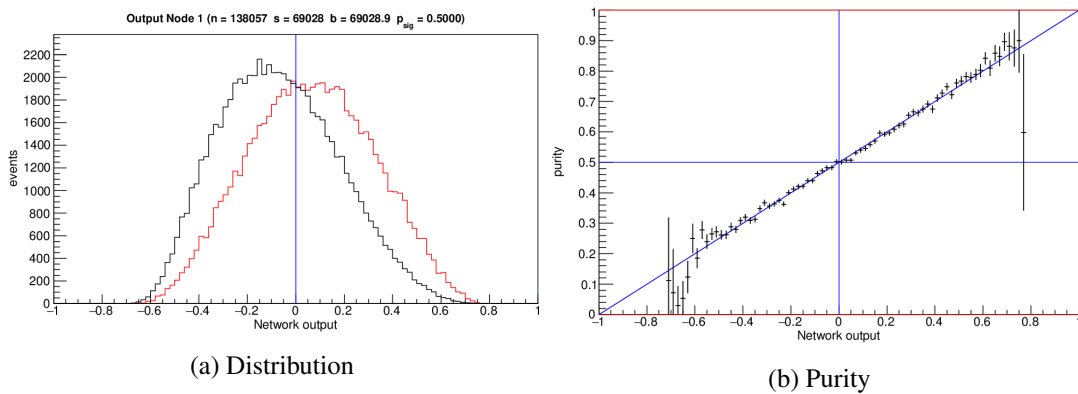 Output Node 1 (n = 138057 s = 69028 b = 69028.9 p_sig = 0.5000)
events
2200
2000
1800
1600
1400
1200
1000
800
600
400
200
0
−1 −0.8 −0.6 −0.4 −0.2 0 0.2 0.4 0.6 0.8 1
Network output
(a) Distribution
purity
1
0.9
0.8
0.7
0.6
0.5
0.4
0.3
0.2
0.1
0
−1 −0.8 −0.6 −0.4 −0.2 0 0.2 0.4 0.6 0.8 1
Network output
(b) Purity